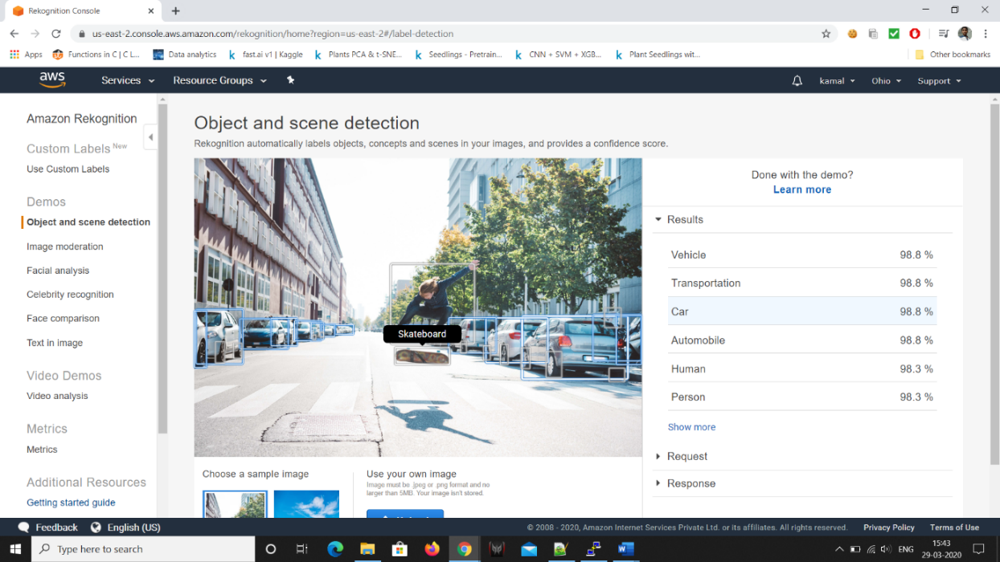 Rekognition Console
us-east-2.console.aws.amazon.com/rekognition/home?region=us-east-2#/label-detection
Apps Functions in C | C L... Data analytics fast.ai v1 | Kaggle Plants PCA & t-SNE... Seedlings - Pretrain... CNN + SVM + XGB... Plant Seedlings wit... Other bookmarks
aws Services Resource Groups kamal Ohio Support
Amazon Rekognition
Custom Labels New
Use Custom Labels
Demos
Object and scene detection
Image moderation
Facial analysis
Celebrity recognition
Face comparison
Text in image
Video Demos
Video analysis
Metrics
Metrics
Additional Resources
Getting started guide
Object and scene detection
Rekognition automatically labels objects, concepts and scenes in your images, and provides a confidence score.
Skateboard
Choose a sample image
Use your own image
Image must be .jpeg or .png format and no
larger than 5MB. Your image isn't stored.
Done with the demo?
Learn more
Results
Vehicle 98.8 %
Transportation 98.8 %
Car 98.8 %
Automobile 98.8 %
Human 98.3 %
Person 98.3 %
Show more
Request
Response
Feedback English (US) © 2008 - 2020, Amazon Internet Services Private Ltd. or its affiliates. All rights reserved. Privacy Policy Terms of Use
Type here to search
ENG
15:43
29-03-2020